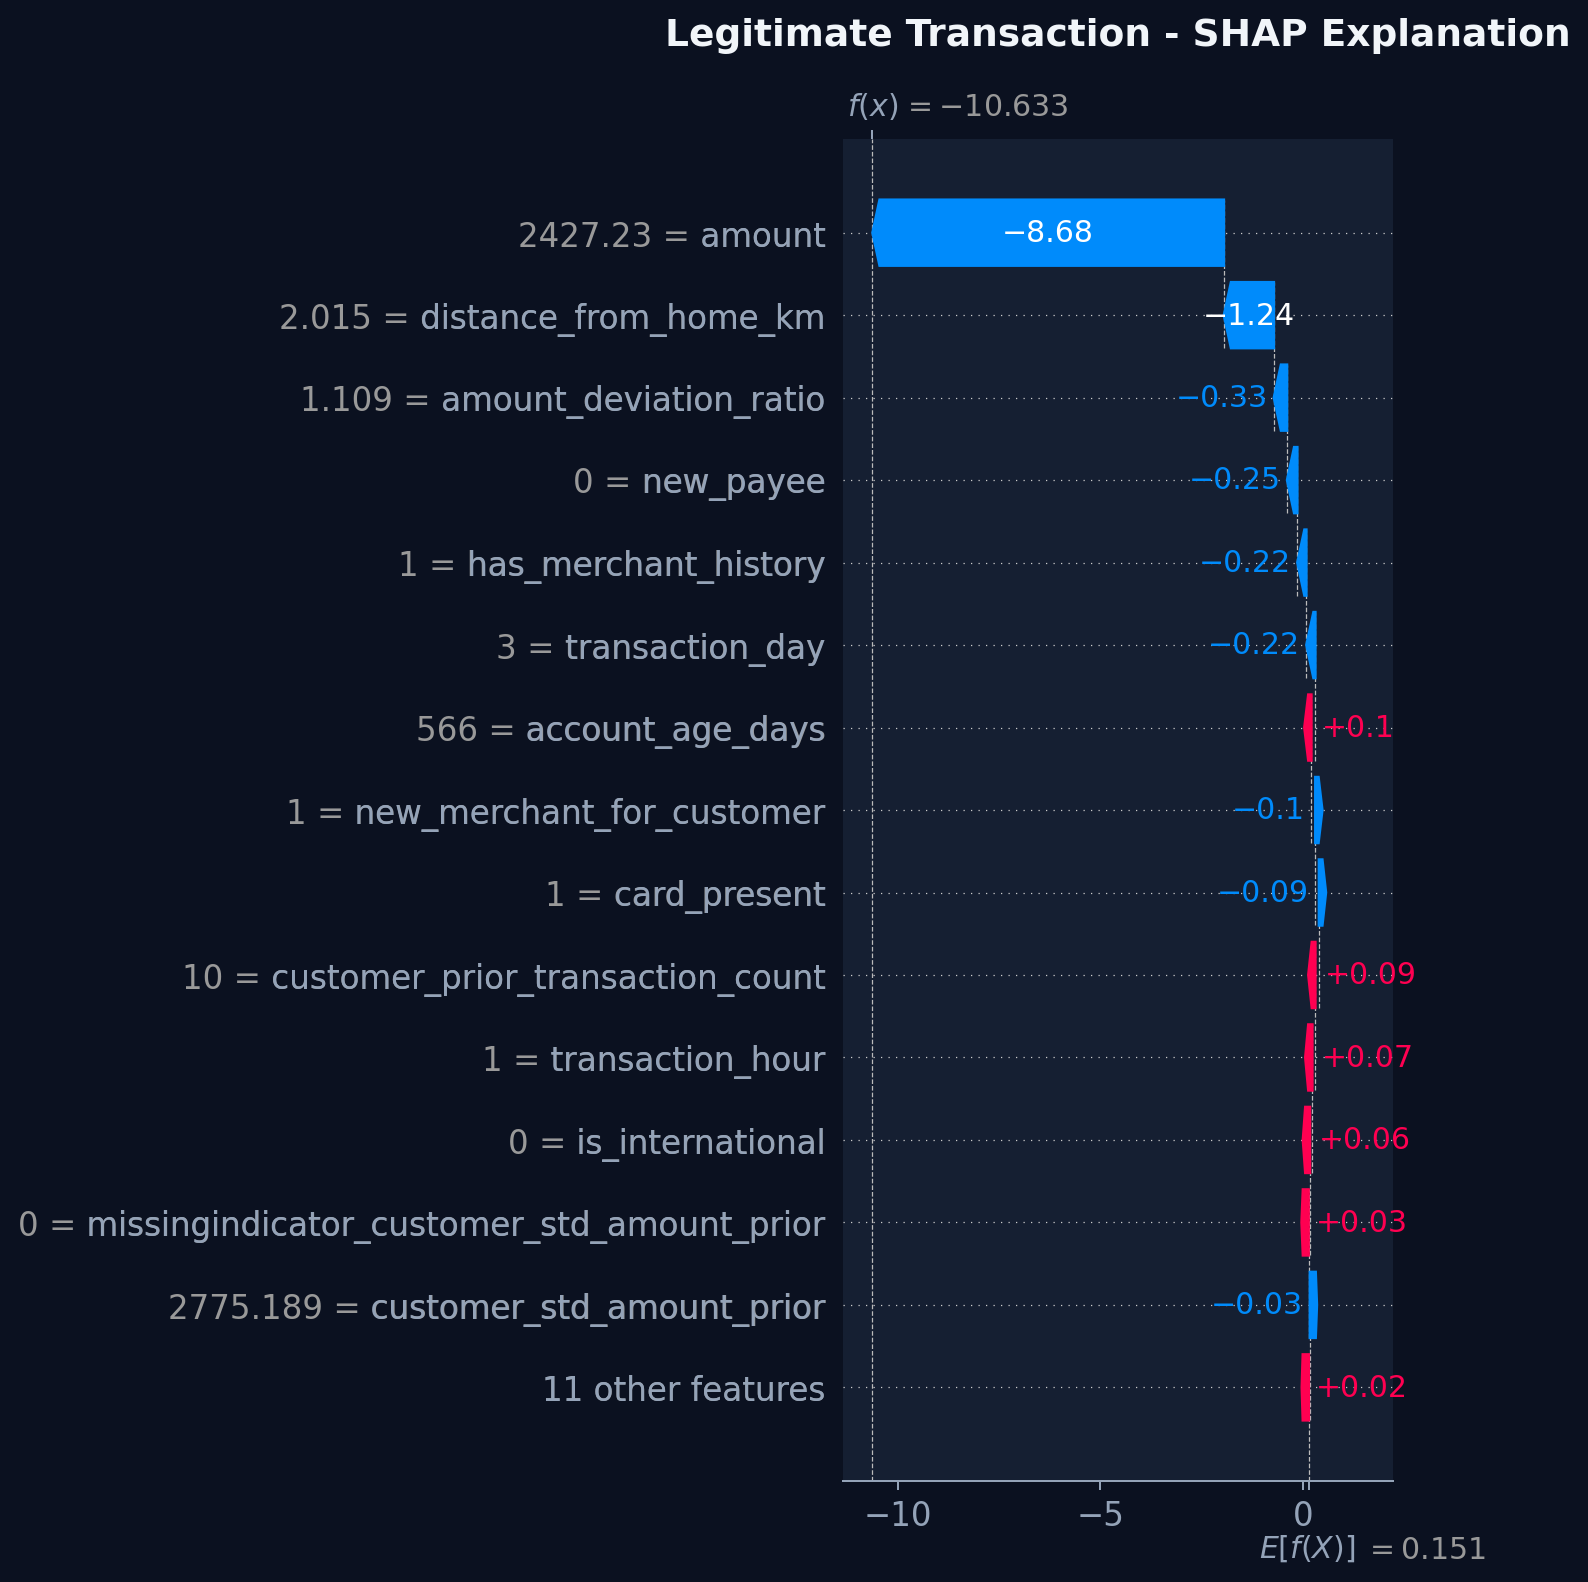 Legitimate Transaction - SHAP Explanation
f(x) = −10.633
2427.23 = amount −8.68
2.015 = distance_from_home_km −1.24
1.109 = amount_deviation_ratio −0.33
0 = new_payee −0.25
1 = has_merchant_history −0.22
3 = transaction_day −0.22
566 = account_age_days +0.1
1 = new_merchant_for_customer −0.1
1 = card_present −0.09
10 = customer_prior_transaction_count +0.09
1 = transaction_hour +0.07
0 = is_international +0.06
0 = missingindicator_customer_std_amount_prior +0.03
2775.189 = customer_std_amount_prior −0.03
11 other features +0.02
−10 −5 0
E[f(X)] = 0.151